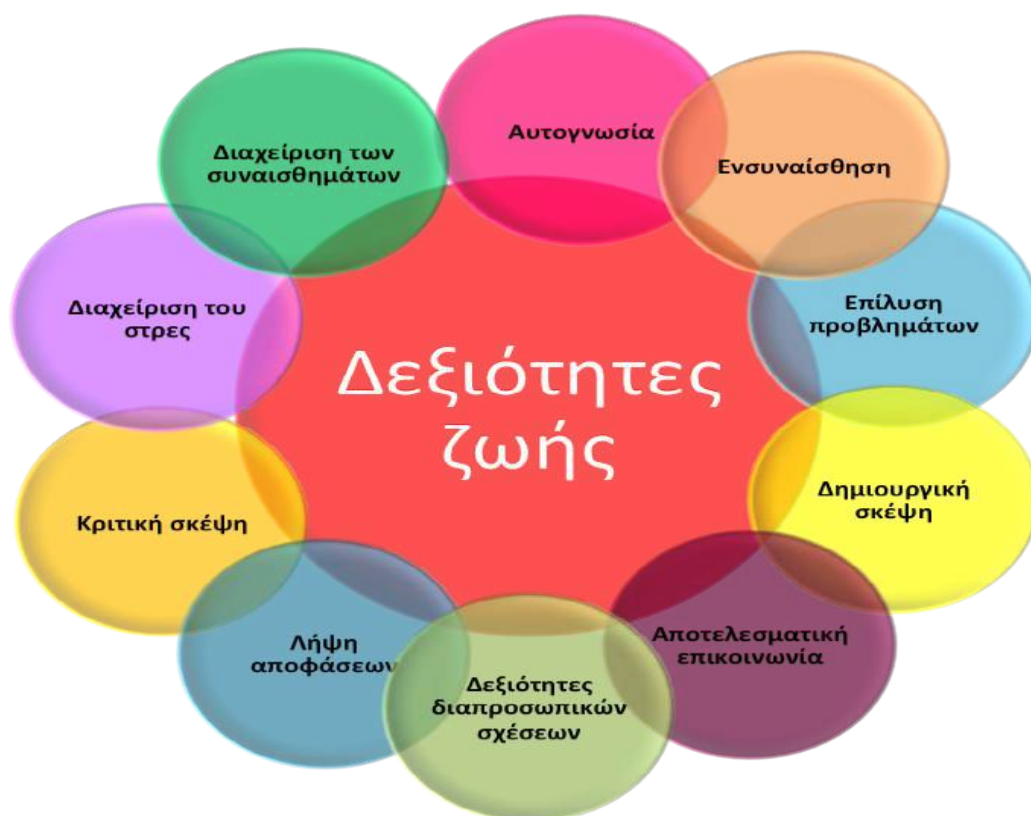 Αυτογνωσία
Ενσυναίσθηση
Επίλυση
προβλημάτων
Δημιουργική
σκέψη
Αποτελεσματική
επικοινωνία
Δεξιότητες
διαπροσωπικών
σχέσεων
Λήψη
αποφάσεων
Κριτική σκέψη
Διαχείριση του
στρες
Διαχείριση των
συναισθημάτων
Δεξιότητες
ζωής